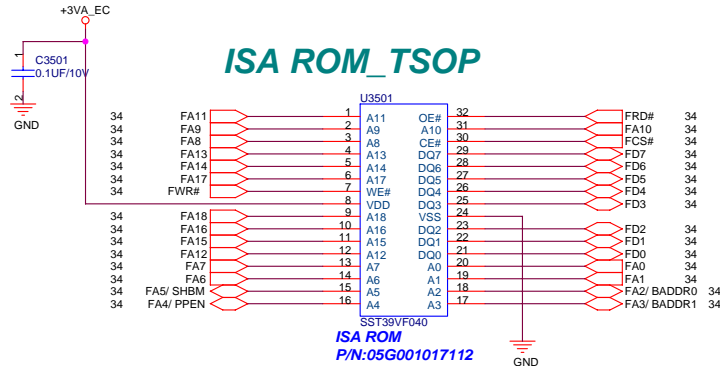 +3VA_EC
1
C3501
0.1UF/10V
2
GND
ISA ROM_TSOP
U3501
34 FA11 1 A11 OE# 32 FRD# 34
34 FA9 2 A9 A10 31 FA10 34
34 FA8 3 A8 CE# 30 FCS# 34
34 FA13 4 A13 DQ7 29 FD7 34
34 FA14 5 A14 DQ6 28 FD6 34
34 FA17 6 A17 DQ5 27 FD5 34
34 FWR# 7 WE# DQ4 26 FD4 34
8 VDD DQ3 25 FD3 34
34 FA18 9 A18 VSS 24
34 FA16 10 A16 DQ2 23 FD2 34
34 FA15 11 A15 DQ1 22 FD1 34
34 FA12 12 A12 DQ0 21 FD0 34
34 FA7 13 A7 A0 20 FA0 34
34 FA6 14 A6 A1 19 FA1 34
34 FA5/ SHBM 15 A5 A2 18 FA2/ BADDR0 34
34 FA4/ PPEN 16 A4 A3 17 FA3/ BADDR1 34
SST39VF040
ISA ROM
P/N:05G001017112
GND